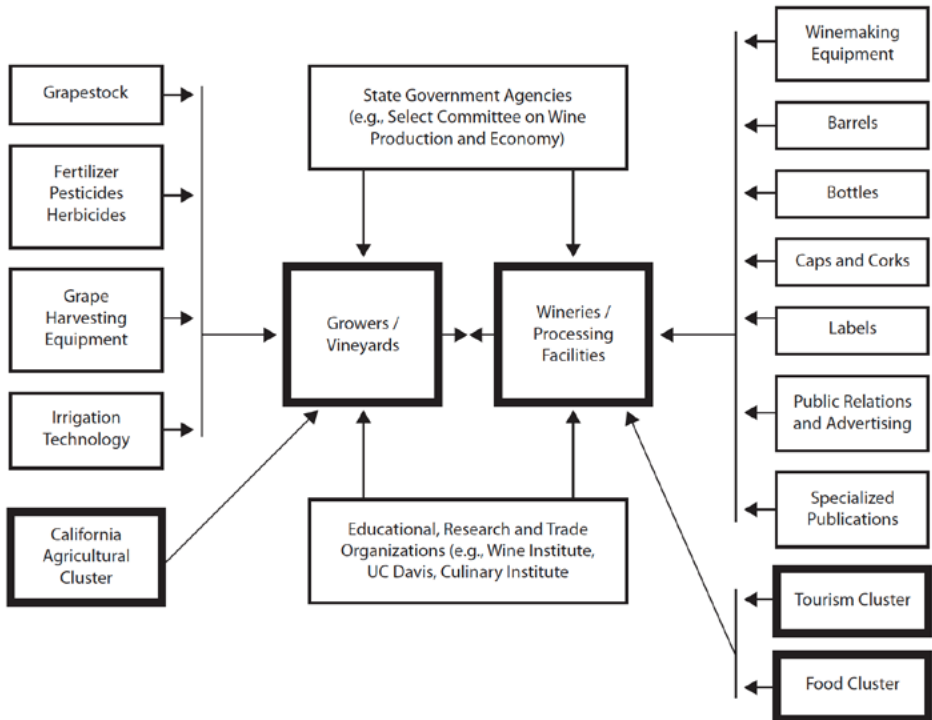 Grapestock
Fertilizer
Pesticides
Herbicides
Grape
Harvesting
Equipment
Irrigation
Technology
California
Agricultural
Cluster
State Government Agencies
(e.g., Select Committee on Wine
Production and Economy)
Growers /
Vineyards
Wineries /
Processing
Facilities
Educational, Research and Trade
Organizations (e.g., Wine Institute,
UC Davis, Culinary Institute
Winemaking
Equipment
Barrels
Bottles
Caps and Corks
Labels
Public Relations
and Advertising
Specialized
Publications
Tourism Cluster
Food Cluster